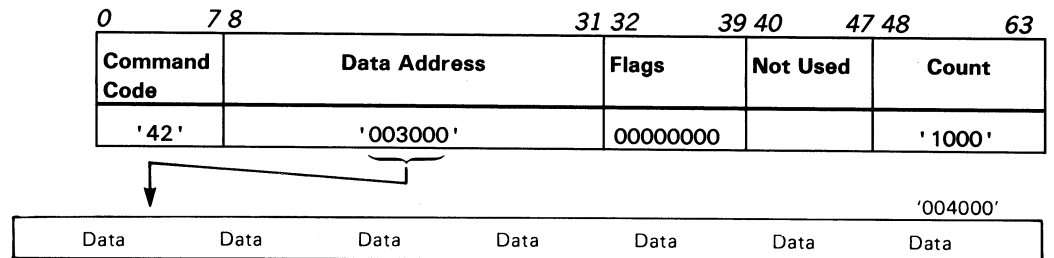 0 7 8 31 32 39 40 47 48 63
Command Code Data Address Flags Not Used Count
'42' '003000' 00000000 '1000'
'004000'
Data Data Data Data Data Data Data